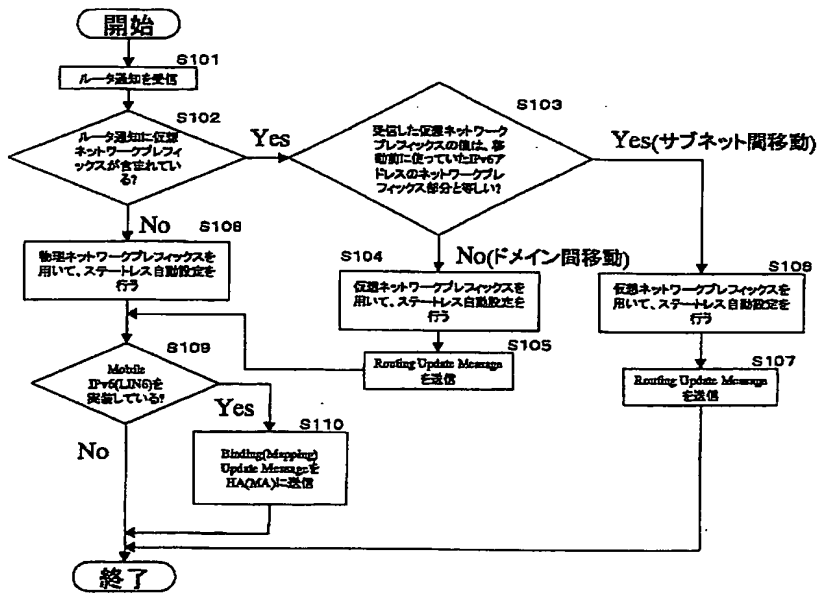 開始
S101
ルータ通知を受信
S102
ルータ通知に仮想
ネットワークプレフィ
ックスが含まれてい
る?
Yes
S103
受信した仮想ネットワーク
プレフィックスの値は、移
動前に使っていたIPv6ア
ドレスのネットワークプレ
フィックス部分と等しい?
Yes(サブネット間移動)
No
S108
物理ネットワークプレフィックスを
用いて、ステートレス自動設定を
行う
S104
No(ドメイン間移動)
仮想ネットワークプレフィックスを
用いて、ステートレス自動設定を
行う
S106
仮想ネットワークプレフィックスを
用いて、ステートレス自動設定を
行う
S105
Routing Update Message
を送信
S107
Routing Update Message
を送信
S109
Mobile
IPv6(LIN6)を
実装している?
Yes
No
S110
Binding(Mapping)
Update Messageを
HA(MA)に送信
終了